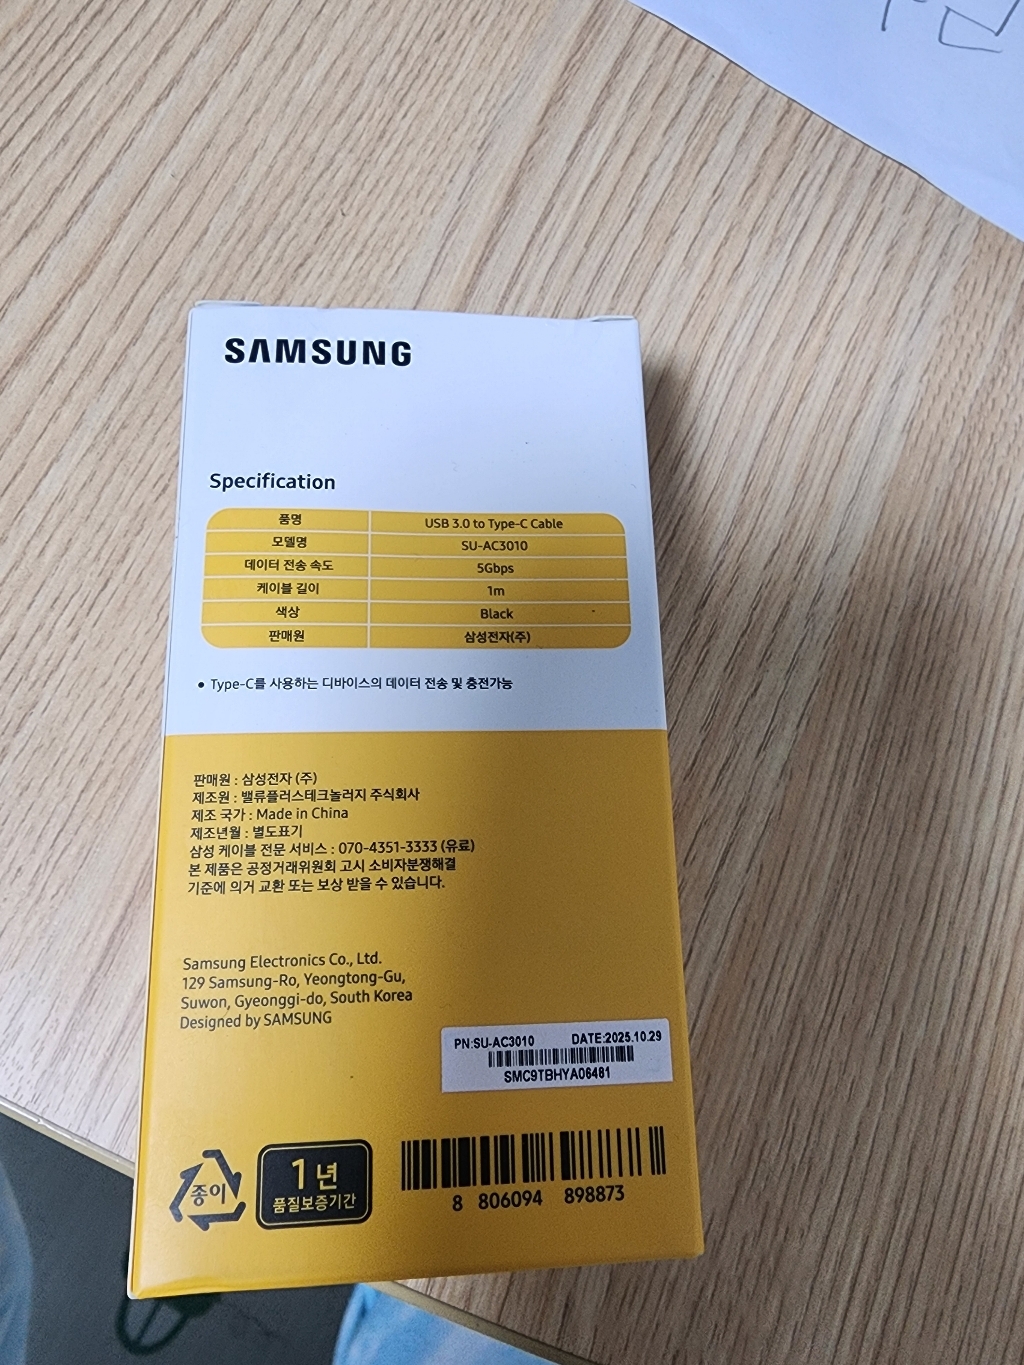 SAMSUNG
Specification
품명 USB 3.0 to Type-C Cable
모델명 SU-AC3010
데이터 전송 속도 5Gbps
케이블 길이 1m
색상 Black
판매원 삼성전자(주)
• Type-C를 사용하는 디바이스의 데이터 전송 및 충전가능
판매원 : 삼성전자 (주)
제조원 : 밸류플러스테크놀러지 주식회사
제조 국가 : Made in China
제조년월 : 별도표기
삼성 케이블 전문 서비스 : 070-4351-3333 (유료)
본 제품은 공정거래위원회 고시 소비자분쟁해결
기준에 의거 교환 또는 보상 받을 수 있습니다.
Samsung Electronics Co., Ltd.
129 Samsung-Ro, Yeongtong-Gu,
Suwon, Gyeonggi-do, South Korea
Designed by SAMSUNG
PN:SU-AC3010 DATE:2025.10.29
SMC9TBHYA06481
종이
1 년
품질보증기간
8 806094 898873